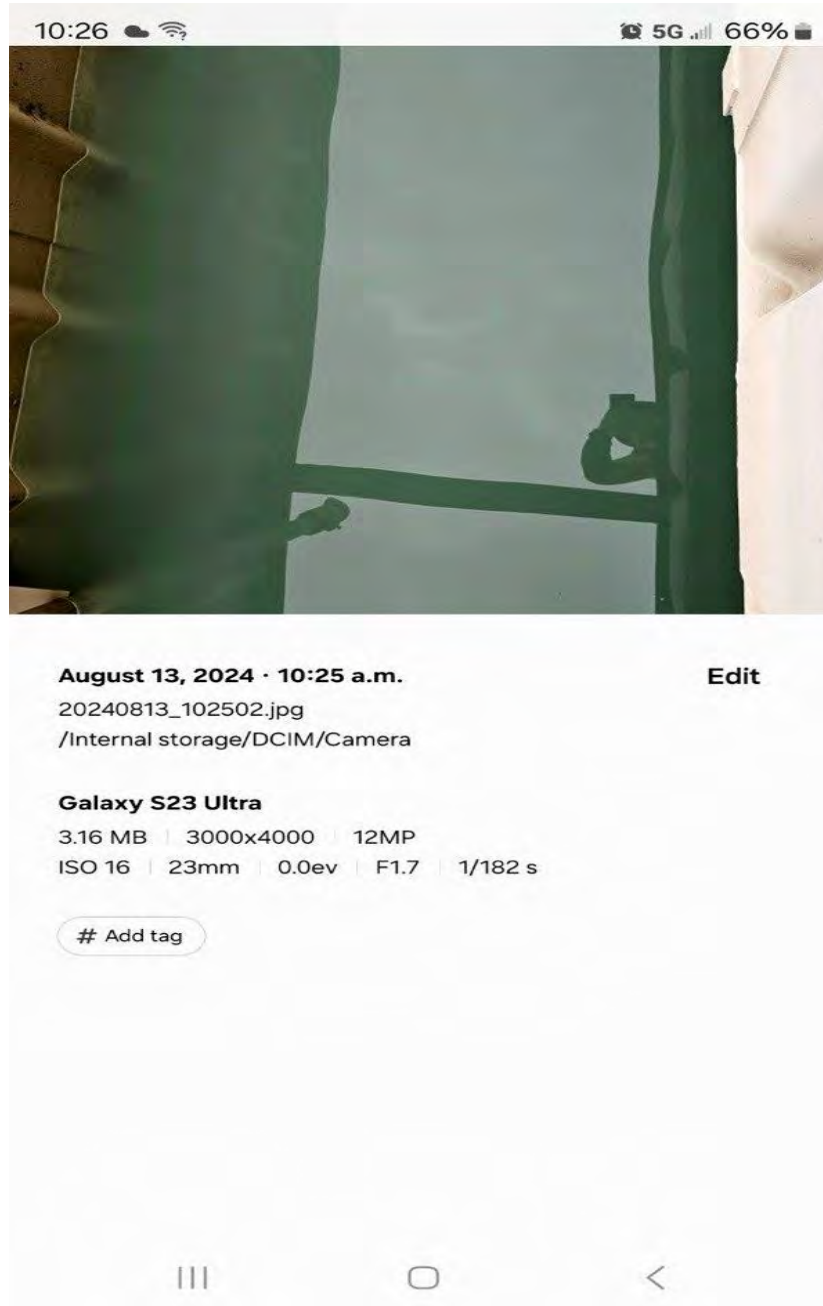 10:26 5G 66%
August 13, 2024 · 10:25 a.m. Edit
20240813_102502.jpg
/Internal storage/DCIM/Camera
Galaxy S23 Ultra
3.16 MB 3000x4000 12MP
ISO 16 23mm 0.0ev F1.7 1/182 s
# Add tag